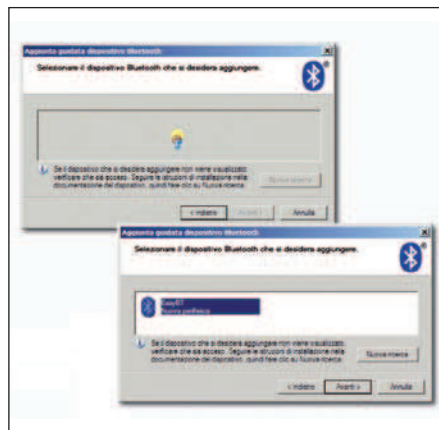 Aggiunta guidata dispositivo Bluetooth
Selezionare il dispositivo Bluetooth che si desidera aggiungere.
Se il dispositivo che si desidera aggiungere non viene visualizzato,
verificare che sia acceso. Seguire le istruzioni di installazione nella
documentazione del dispositivo, quindi fare clic su Nuova ricerca.
Nuova ricerca
< Indietro Avanti > Annulla
Aggiunta guidata dispositivo Bluetooth
Selezionare il dispositivo Bluetooth che si desidera aggiungere.
EasyBT
Nuova periferica
Se il dispositivo che si desidera aggiungere non viene visualizzato,
verificare che sia acceso. Seguire le istruzioni di installazione nella
documentazione del dispositivo, quindi fare clic su Nuova ricerca.
Nuova ricerca
< Indietro Avanti > Annulla